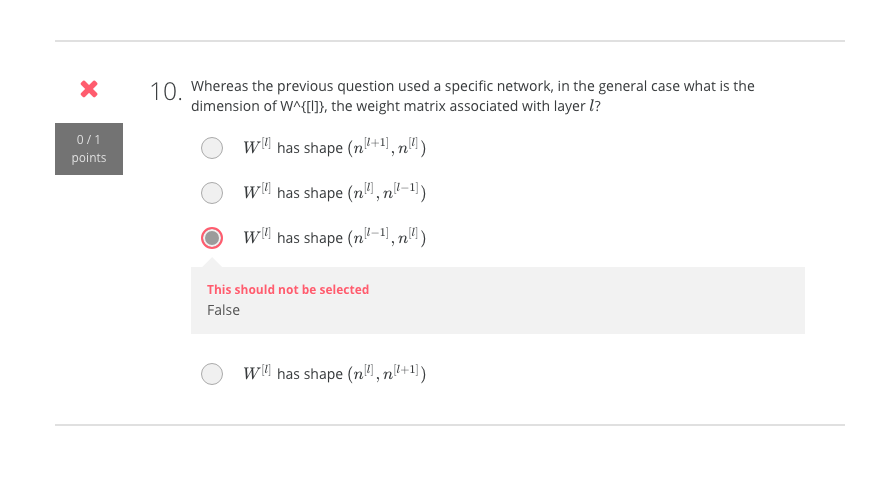 10. Whereas the previous question used a specific network, in the general case what is the
dimension of W^{[l]}, the weight matrix associated with layer l?
0 / 1
points
W^[l] has shape (n^[l+1], n^[l])
W^[l] has shape (n^[l], n^[l−1])
W^[l] has shape (n^[l−1], n^[l])
This should not be selected
False
W^[l] has shape (n^[l], n^[l+1])